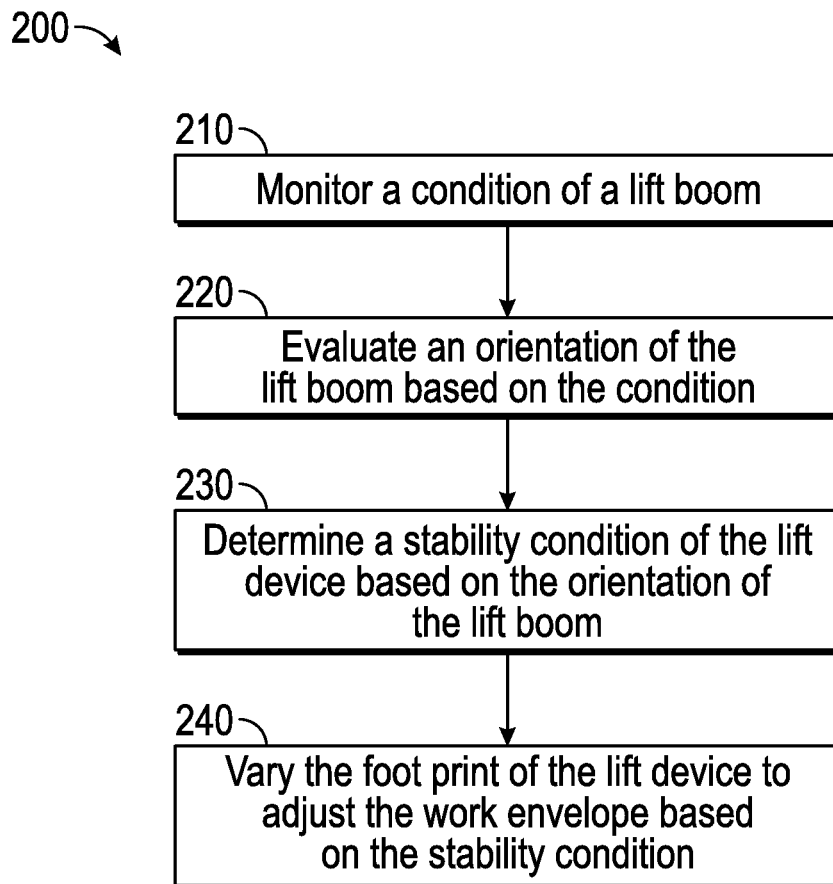 200
210
Monitor a condition of a lift boom
220
Evaluate an orientation of the
lift boom based on the condition
230
Determine a stability condition of the lift
device based on the orientation of
the lift boom
240
Vary the foot print of the lift device to
adjust the work envelope based
on the stability condition